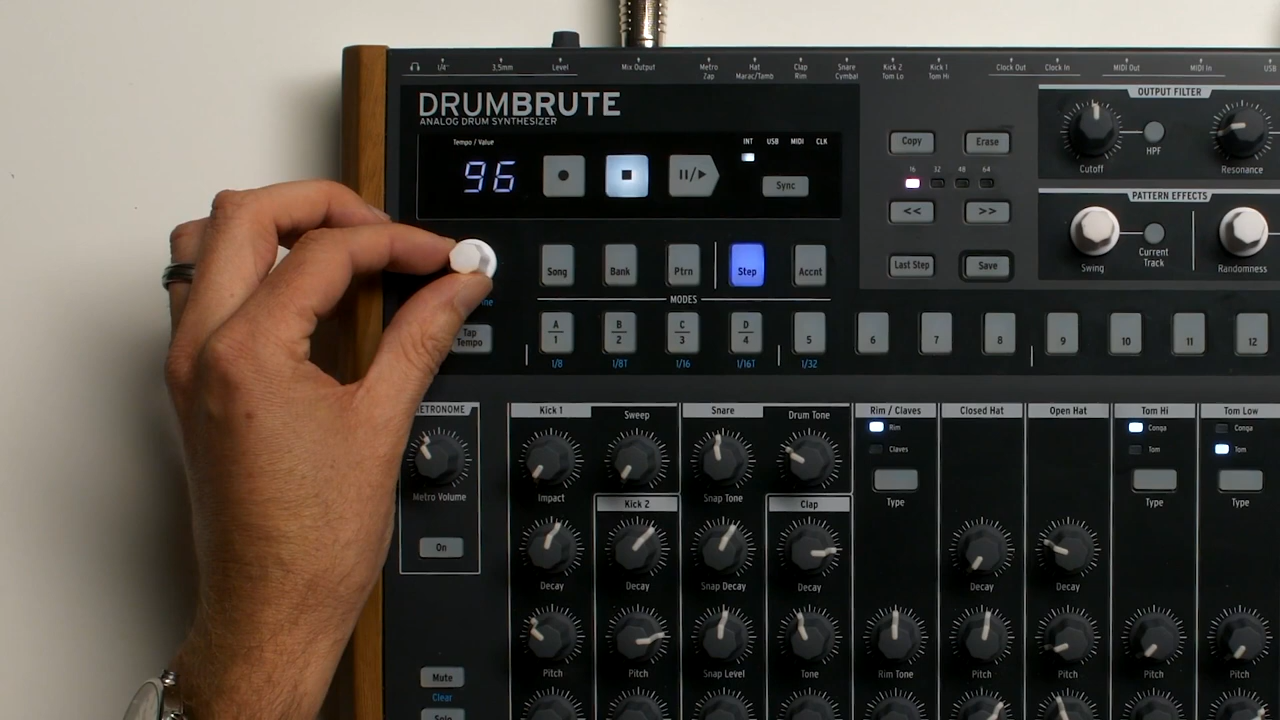 1/4" 3.5mm Level Mix Output Metro Hat Clap Snare Kick 2 Kick 1 Clock Out Clock In MIDI Out MIDI In USB
Zap Marac/Tamb Rim Cymbal Tom Lo Tom Hi
DRUMBRUTE
ANALOG DRUM SYNTHESIZER
Tempo / Value
INT USB MIDI CLK
96
Sync
Copy Erase
16 32 48 64
<< >>
Last Step Save
OUTPUT FILTER
HPF
Cutoff Resonance
PATTERN EFFECTS
Current
Track
Swing Randomness
Song Bank Ptrn Step Accnt
MODES
Tap
Tempo
A B C D
1 2 3 4 5 6 7 8 9 10 11 12
1/8 1/8T 1/16 1/16T 1/32
Metro Volume
On
Kick 1 Sweep Snare Drum Tone Rim / Claves Closed Hat Open Hat Tom Hi Tom Low
Rim Conga Conga
Claves Tom Tom
Impact Snap Tone Type Type Type
Kick 2 Clap
Decay Decay Snap Decay Decay Decay Decay
Pitch Pitch Snap Level Tone Rim Tone Pitch Pitch Pitch Pitch
Mute
Clear